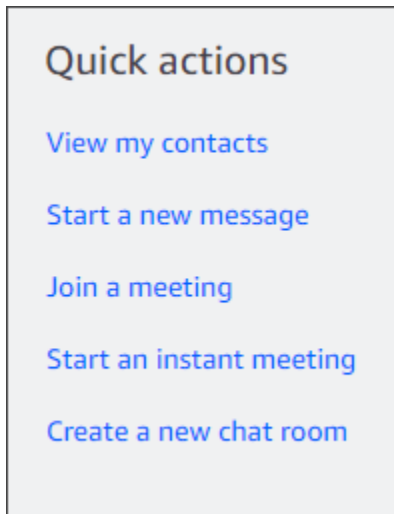 Quick actions
View my contacts
Start a new message
Join a meeting
Start an instant meeting
Create a new chat room